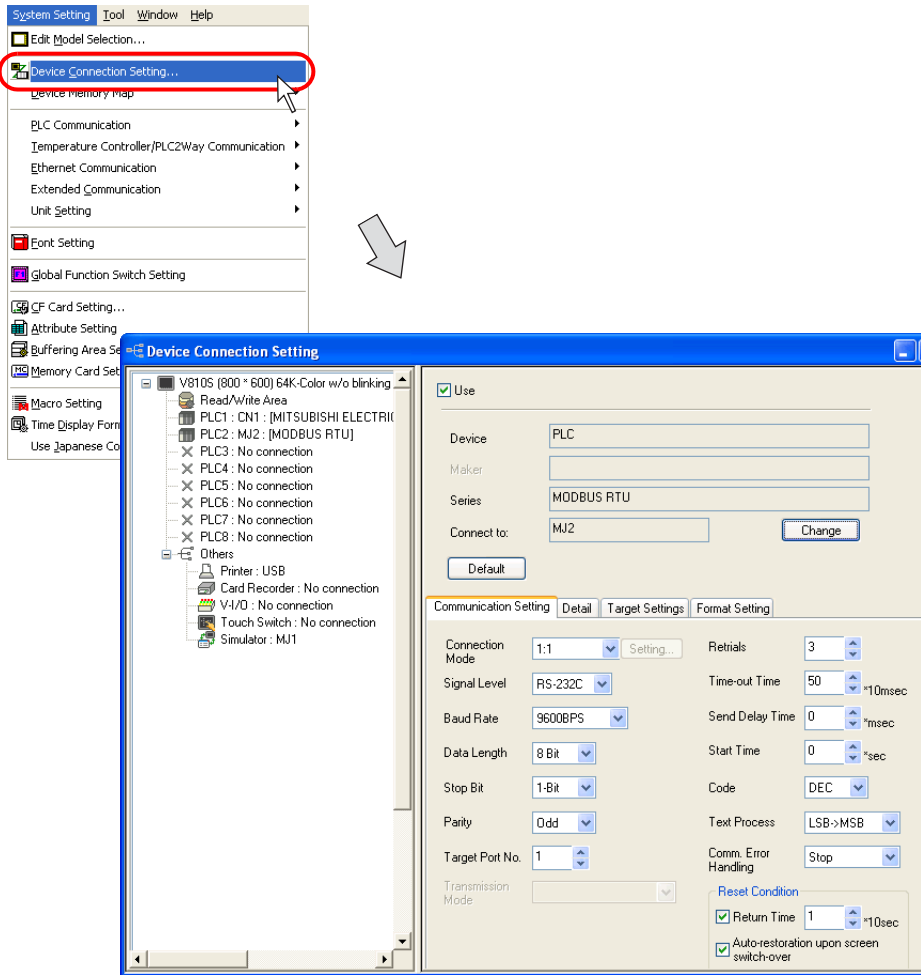 System Setting Tool Window Help
Edit Model Selection...
Device Connection Setting...
Device Memory Map
PLC Communication
Temperature Controller/PLC2Way Communication
Ethernet Communication
Extended Communication
Unit Setting
Font Setting
Global Function Switch Setting
CF Card Setting...
Attribute Setting
Buffering Area Se
Memory Card Set
Macro Setting
Time Display Form
Use Japanese Co
Device Connection Setting
V810S (800 * 600) 64K-Color w/o blinking
Read/Write Area
PLC1 : CN1 : [MITSUBISHI ELECTRI
PLC2 : MJ2 : [MODBUS RTU]
PLC3 : No connection
PLC4 : No connection
PLC5 : No connection
PLC6 : No connection
PLC7 : No connection
PLC8 : No connection
Others
Printer : USB
Card Recorder : No connection
V-I/O : No connection
Touch Switch : No connection
Simulator : MJ1
Use
Device PLC
Maker
Series MODBUS RTU
Connect to: MJ2 Change
Default
Communication Setting Detail Target Settings Format Setting
Connection Mode 1:1 Setting...
Signal Level RS-232C
Baud Rate 9600BPS
Data Length 8 Bit
Stop Bit 1-Bit
Parity Odd
Target Port No. 1
Transmission Mode
Retrials 3
Time-out Time 50 *10msec
Send Delay Time 0 *msec
Start Time 0 *sec
Code DEC
Text Process LSB->MSB
Comm. Error Handling Stop
Reset Condition
Return Time 1 *10sec
Auto-restoration upon screen
switch-over